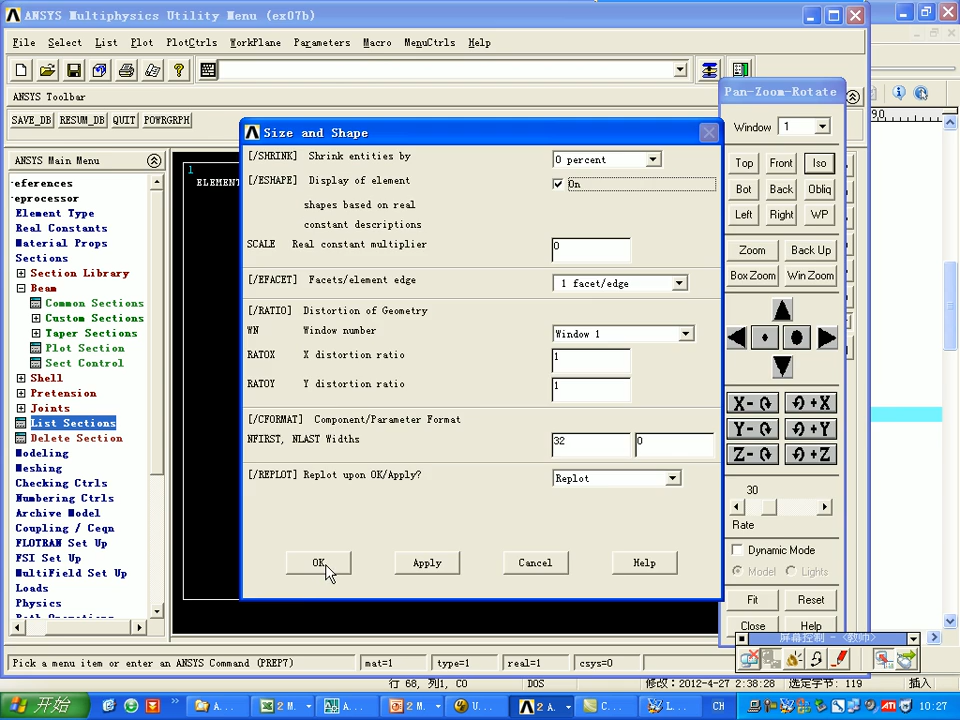 ANSYS Multiphysics Utility Menu (ex07b)
File Select List Plot PlotCtrls WorkPlane Parameters Macro MenuCtrls Help
ANSYS Toolbar
SAVE_DB RESUM_DB QUIT POWRGRPH
ANSYS Main Menu
eferences
eprocessor
Element Type
Real Constants
Material Props
Sections
Section Library
Beam
Common Sections
Custom Sections
Taper Sections
Plot Section
Sect Control
Shell
Pretension
Joints
List Sections
Delete Section
Modeling
Meshing
Checking Ctrls
Numbering Ctrls
Archive Model
Coupling / Ceqn
FLOTRAN Set Up
FSI Set Up
MultiField Set Up
Loads
Physics
Path Operations
1
ELEMENT
Size and Shape
[/SHRINK] Shrink entities by 0 percent
[/ESHAPE] Display of element On
shapes based on real
constant descriptions
SCALE Real constant multiplier 0
[/EFACET] Facets/element edge 1 facet/edge
[/RATIO] Distortion of Geometry
WN Window number Window 1
RATOX X distortion ratio 1
RATOY Y distortion ratio 1
[/CFORMAT] Component/Parameter Format
NFIRST, NLAST Widths 32 0
[/REPLOT] Replot upon OK/Apply? Replot
OK Apply Cancel Help
Pan-Zoom-Rotate
Window 1
Top Front Iso
Bot Back Obliq
Left Right WP
Zoom Back Up
Box Zoom Win Zoom
X- +X
Y- +Y
Z- +Z
30
Rate
Dynamic Mode
Model Lights
Fit Reset
Close Help
屏幕控制 - <教师>
Pick a menu item or enter an ANSYS Command (PREP7) mat=1 type=1 real=1 csys=0
行 68, 列1, C0 DOS 修改：2012-4-27 2:38:28 选定字节：119 插入
开始 A... 2 M. A... 2 M. U... 2 A. C... L... CH 10:27